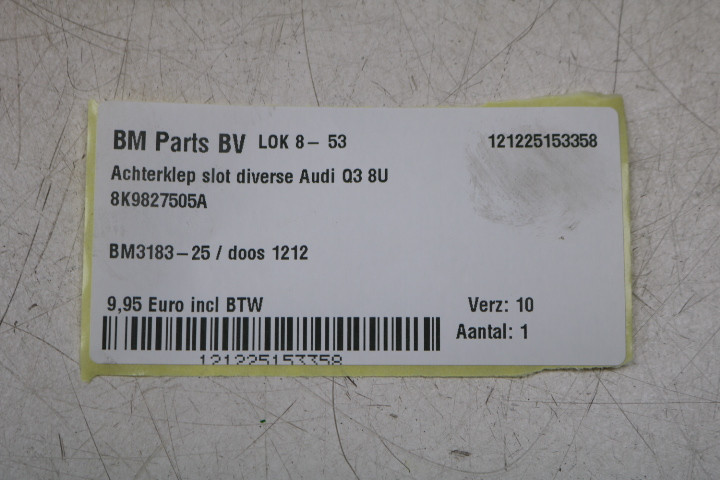 BM Parts BV LOK 8- 53 121225153358
Achterklep slot diverse Audi Q3 8U
8K9827505A
BM3183-25 / doos 1212
9,95 Euro incl BTW Verz: 10
Aantal: 1
121225153358